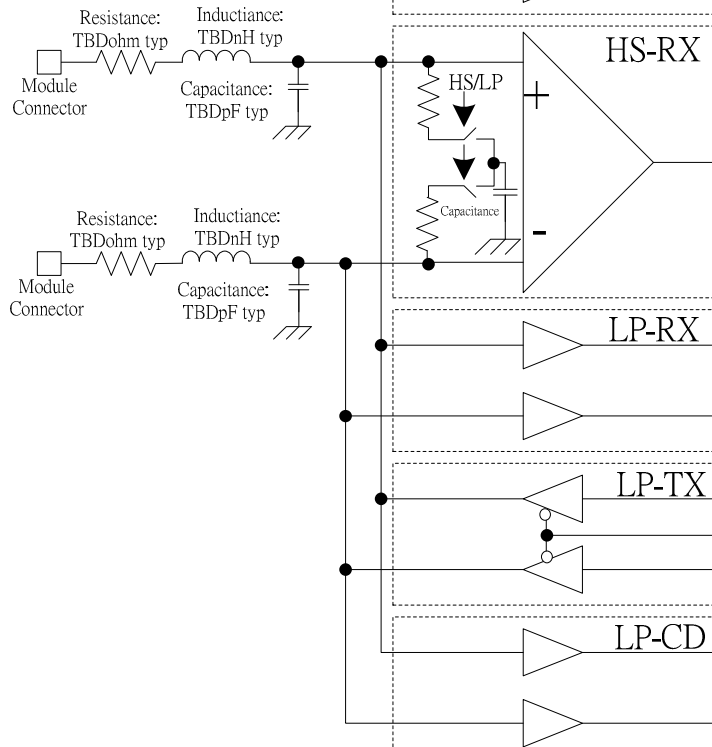 Resistance:
TBDohm typ
Inductiance:
TBDnH typ
HS-RX
Module
Connector
Capacitance:
TBDpF typ
HS/LP
+
Capacitance
-
Resistance:
TBDohm typ
Inductiance:
TBDnH typ
Module
Connector
Capacitance:
TBDpF typ
LP-RX
LP-TX
LP-CD